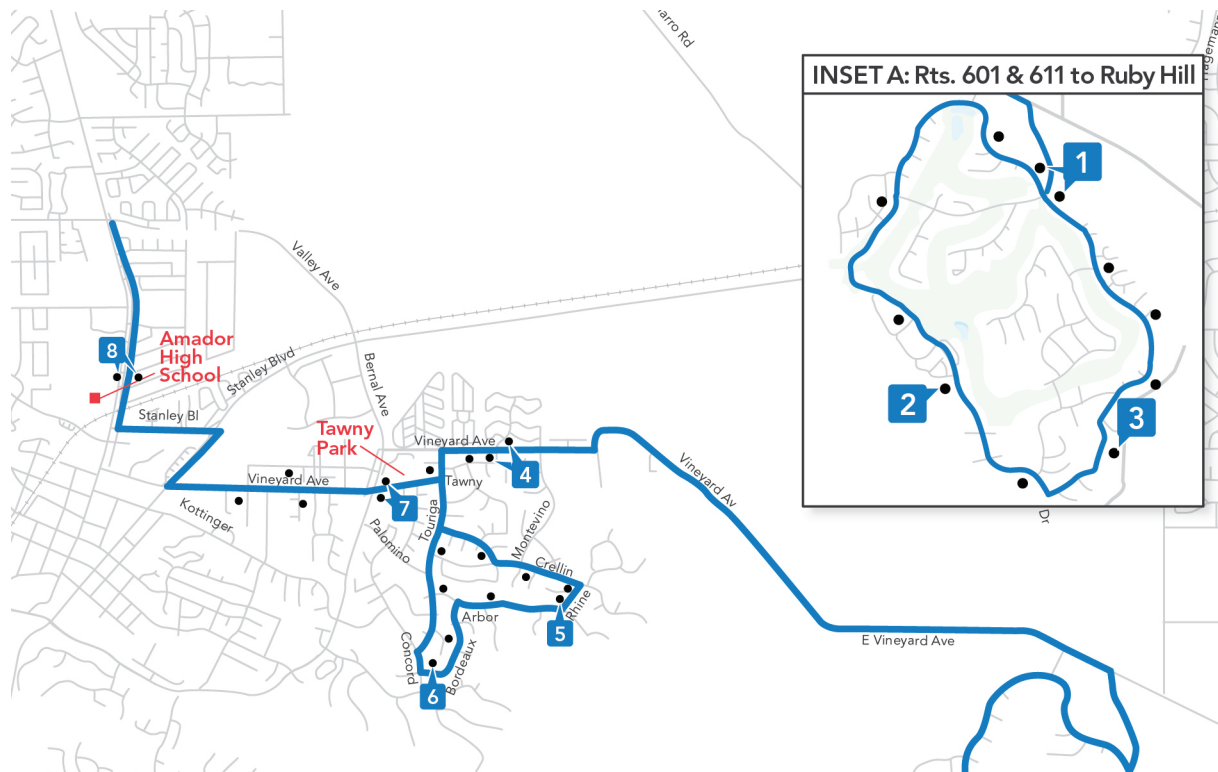 INSET A: Rts. 601 & 611 to Ruby Hill
1
2
3
Dr
Valley Ave
Stanley Blvd
Bernal Ave
8
Amador
High
School
Stanley Bl
Tawny
Park
Vineyard Ave
4
Tawny
Vineyard Ave
7
Kottinger
Palomino
Touriga
Montevino
Crellin
Rhine
5
Arbor
Concord
Bordeaux
6
Vineyard Av
E Vineyard Ave
Rd